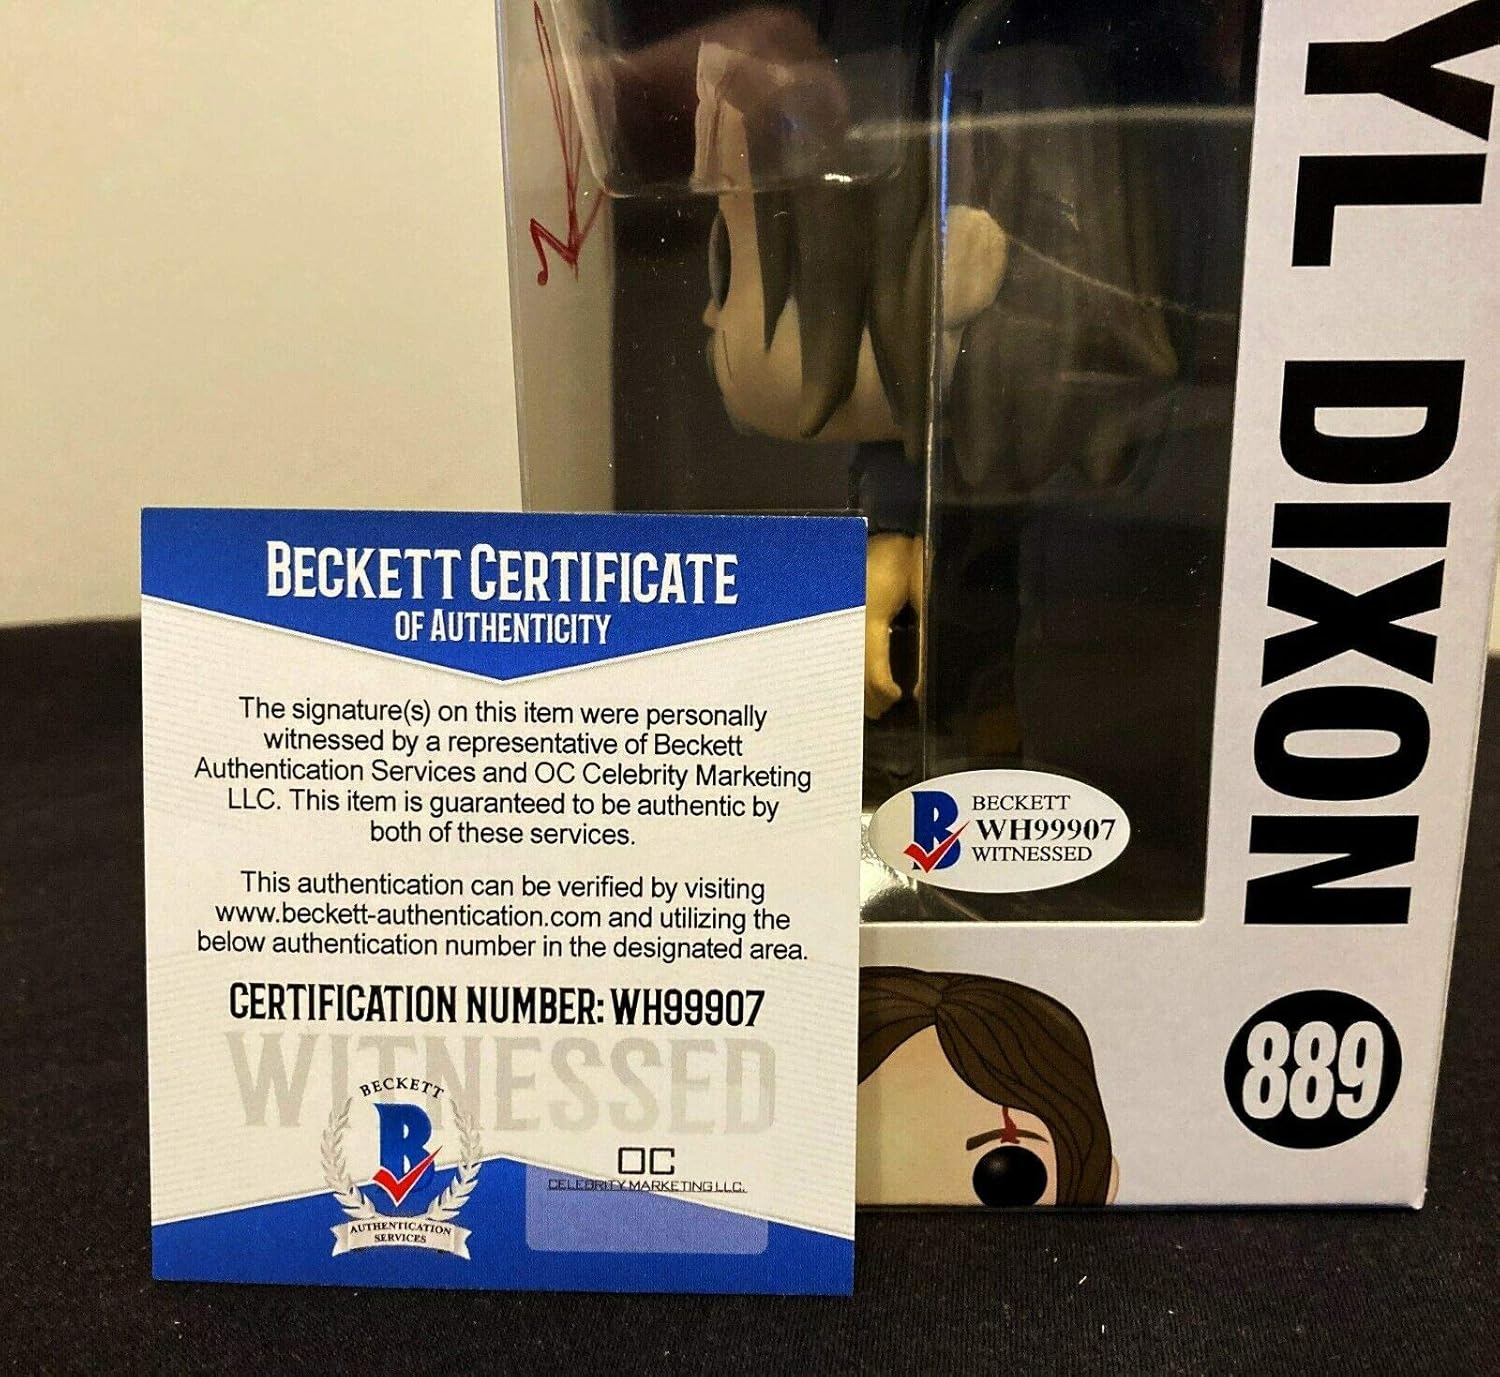 BECKETT CERTIFICATE
OF AUTHENTICITY
The signature(s) on this item were personally
witnessed by a representative of Beckett
Authentication Services and OC Celebrity Marketing
LLC. This item is guaranteed to be authentic by
both of these services.
This authentication can be verified by visiting
www.beckett-authentication.com and utilizing the
below authentication number in the designated area.
CERTIFICATION NUMBER: WH99907
WITNESSED
BECKETT
B
AUTHENTICATION
SERVICES
OC
CELEBRITY MARKETING LLC.
B
BECKETT
WH99907
WITNESSED
YL DIXON
889